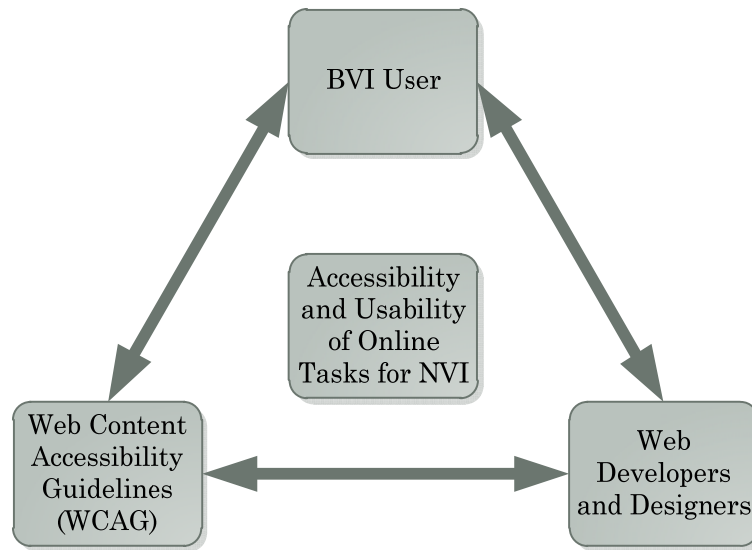 BVI User
Accessibility
and Usability
of Online
Tasks for NVI
Web Content
Accessibility
Guidelines
(WCAG)
Web
Developers
and Designers